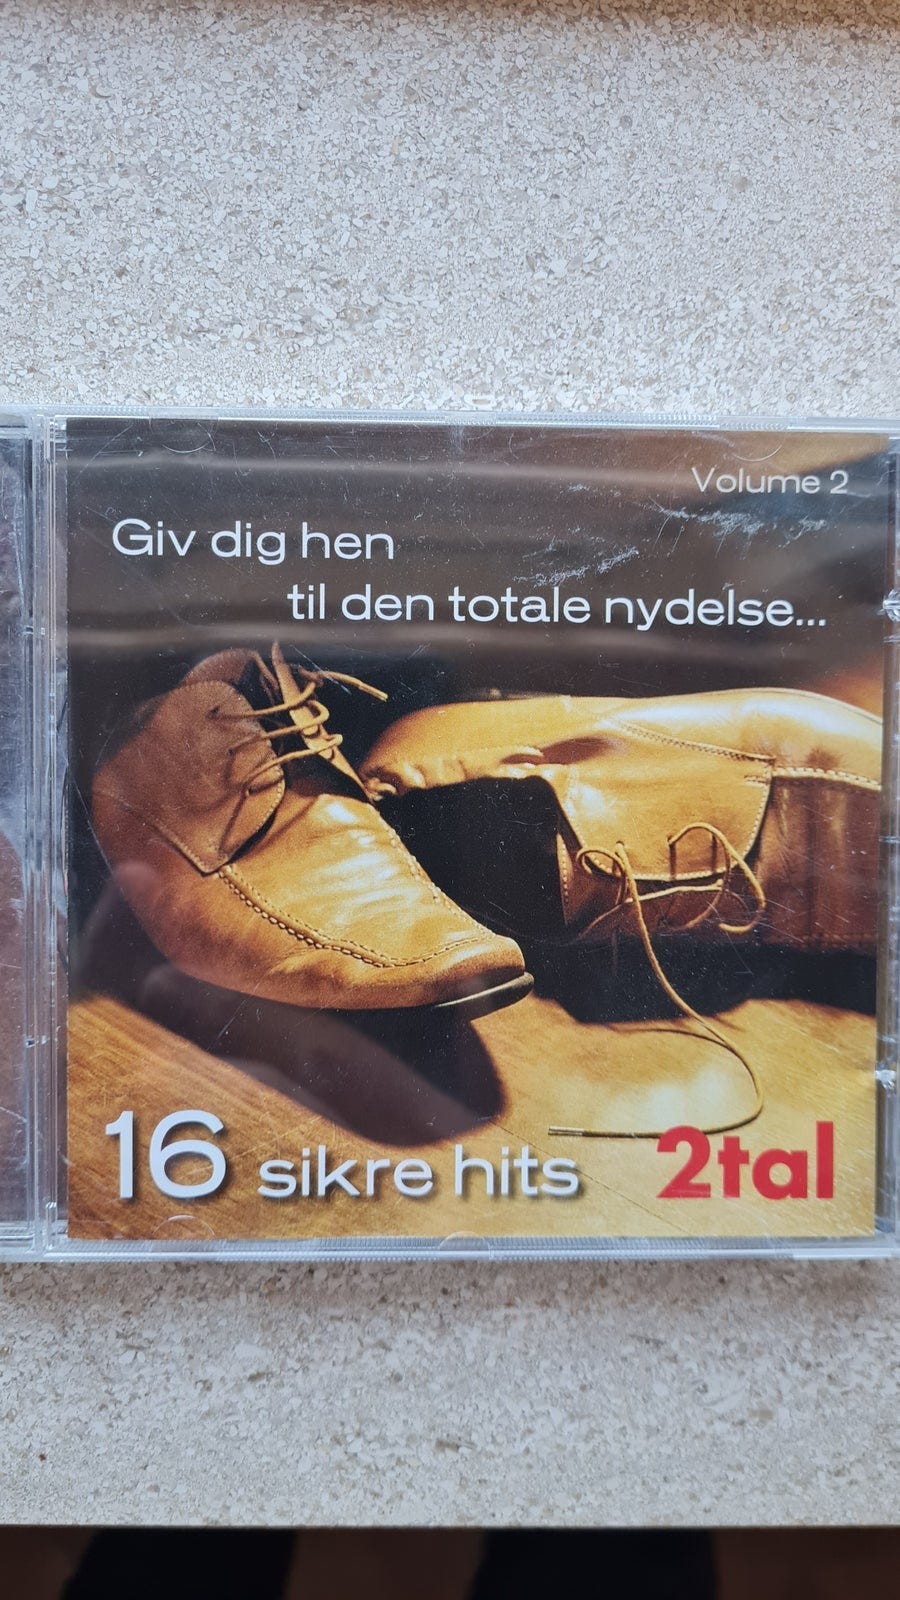 Volume 2
Giv dig hen
til den totale nydelse...
16 sikre hits 2tal